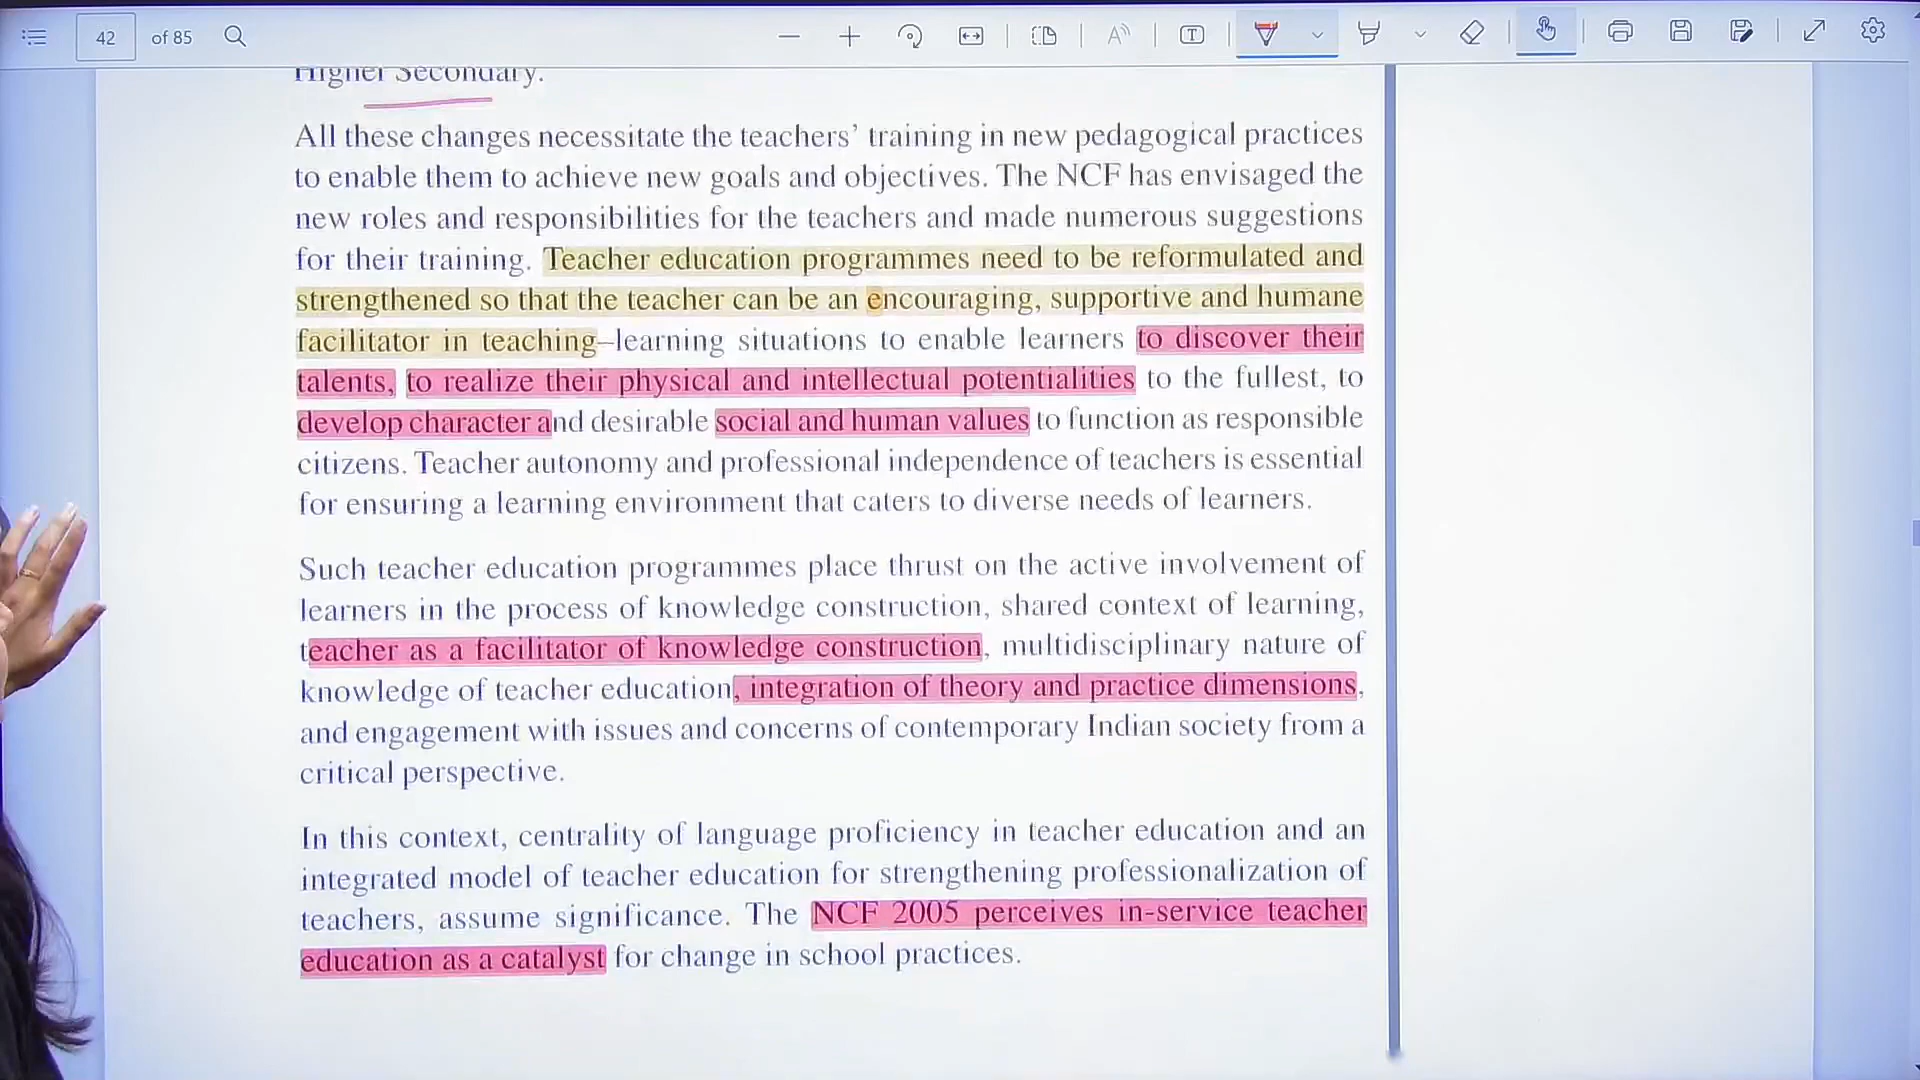 42 of 85
Higher Secondary.
All these changes necessitate the teachers’ training in new pedagogical practices
to enable them to achieve new goals and objectives. The NCF has envisaged the
new roles and responsibilities for the teachers and made numerous suggestions
for their training. Teacher education programmes need to be reformulated and
strengthened so that the teacher can be an encouraging, supportive and humane
facilitator in teaching–learning situations to enable learners to discover their
talents, to realize their physical and intellectual potentialities to the fullest, to
develop character and desirable social and human values to function as responsible
citizens. Teacher autonomy and professional independence of teachers is essential
for ensuring a learning environment that caters to diverse needs of learners.
Such teacher education programmes place thrust on the active involvement of
learners in the process of knowledge construction, shared context of learning,
teacher as a facilitator of knowledge construction, multidisciplinary nature of
knowledge of teacher education, integration of theory and practice dimensions,
and engagement with issues and concerns of contemporary Indian society from a
critical perspective.
In this context, centrality of language proficiency in teacher education and an
integrated model of teacher education for strengthening professionalization of
teachers, assume significance. The NCF 2005 perceives in-service teacher
education as a catalyst for change in school practices.